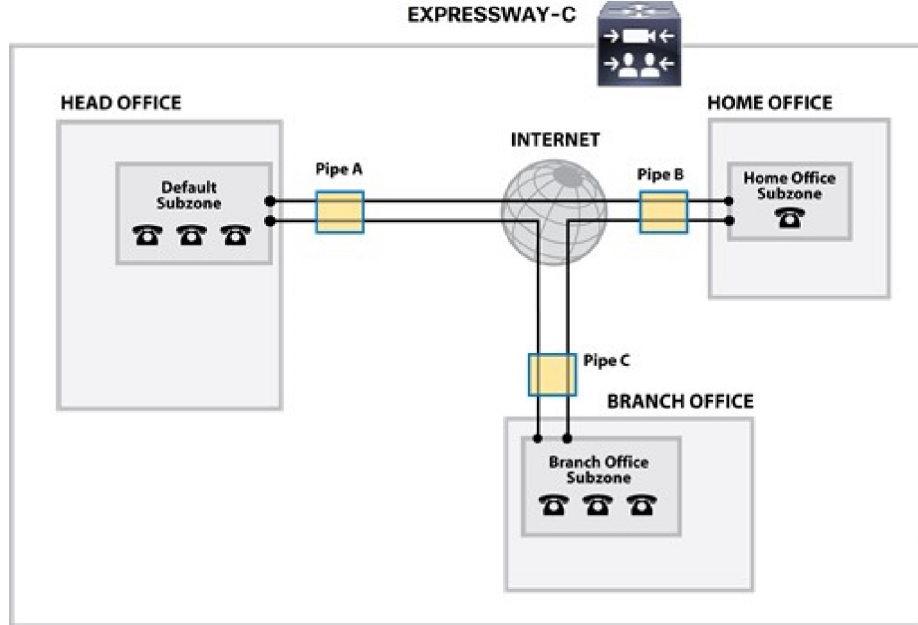 EXPRESSWAY-C
HEAD OFFICE
HOME OFFICE
INTERNET
Pipe A
Pipe B
Default
Subzone
Home Office
Subzone
Pipe C
BRANCH OFFICE
Branch Office
Subzone